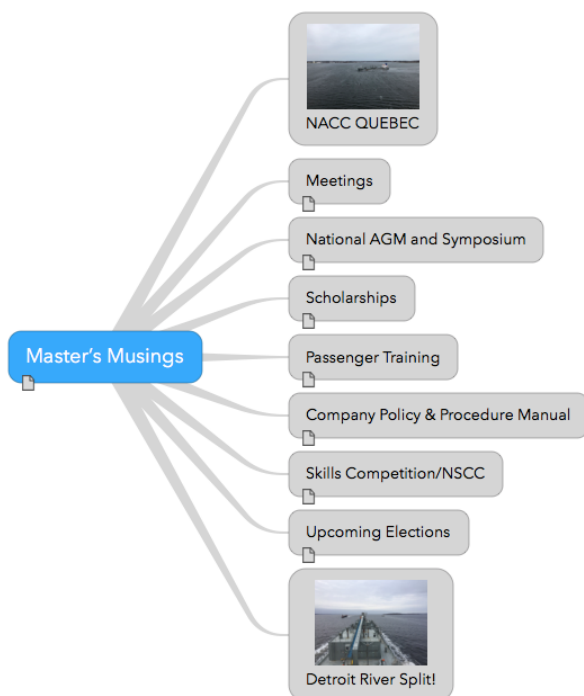 NACC QUEBEC
Meetings
National AGM and Symposium
Scholarships
Master's Musings
Passenger Training
Company Policy & Procedure Manual
Skills Competition/NSCC
Upcoming Elections
Detroit River Split!